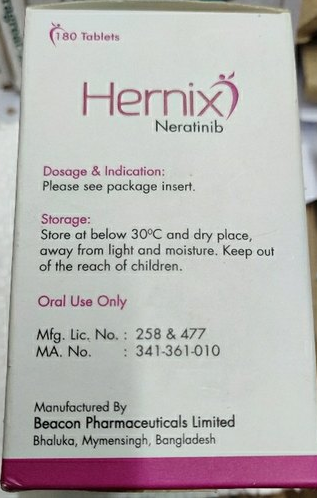 180 Tablets
Hernix
Neratinib
Dosage & Indication:
Please see package insert.
Storage:
Store at below 30⁰C and dry place,
away from light and moisture. Keep out
of the reach of children.
Oral Use Only
Mfg. Lic. No. : 258 & 477
MA. No. : 341-361-010
Manufactured By
Beacon Pharmaceuticals Limited
Bhaluka, Mymensingh, Bangladesh